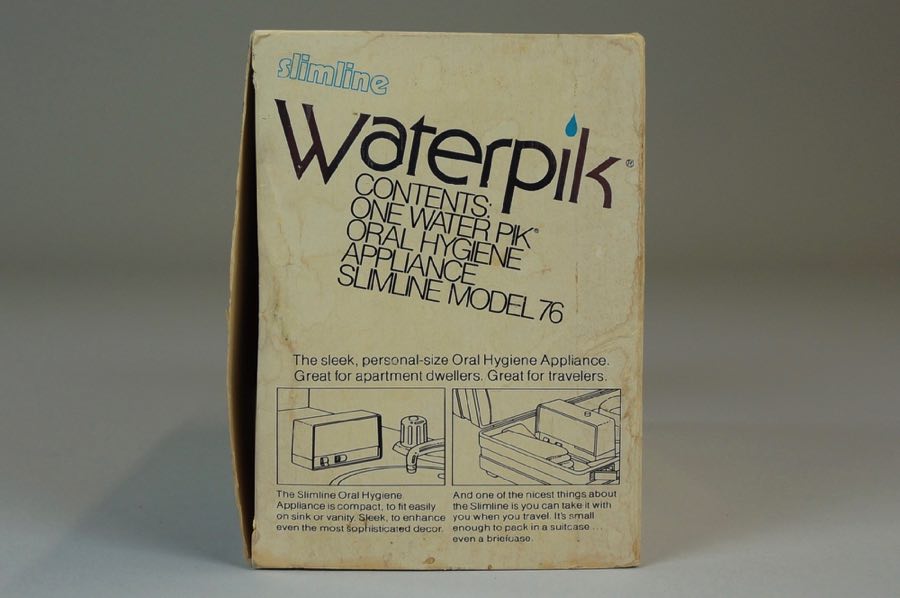 slimline
Waterpik®
CONTENTS:
ONE WATER PIK®
ORAL HYGIENE
APPLIANCE
SLIMLINE MODEL 76
The sleek, personal-size Oral Hygiene Appliance.
Great for apartment dwellers. Great for travelers.
The Slimline Oral Hygiene
Appliance is compact, to fit easily
on sink or vanity. Sleek, to enhance
even the most sophisticated decor.
And one of the nicest things about
the Slimline is you can take it with
you when you travel. It's small
enough to pack in a suitcase...
even a briefcase.